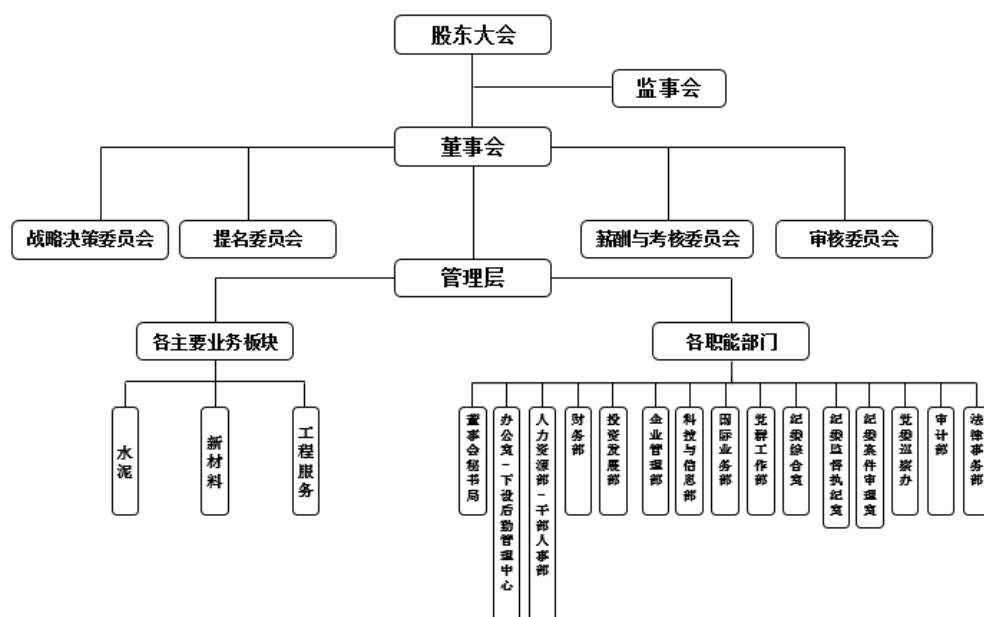 股东大会
监事会
董事会
战略决策委员会
提名委员会
薪酬与考核委员会
审核委员会
管理层
各主要业务板块
各职能部门
水泥
新材料
工程服务
董事会秘书局
办公室-下设后勤管理中心
人力资源部-干部人事部
财务部
投资发展部
企业管理部
科技与信息部
国际业务部
党群工作部
纪委综合室
纪委监督执纪室
纪委案件审理室
党委巡察办
审计部
法律事务部